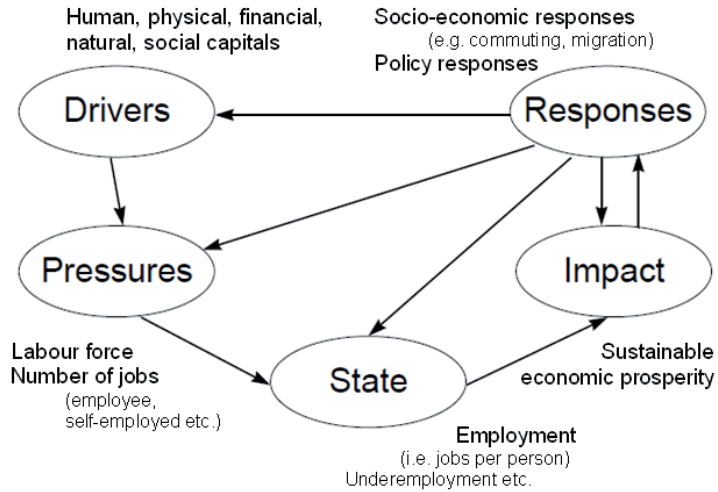 Human, physical, financial,
natural, social capitals
Socio-economic responses
(e.g. commuting, migration)
Policy responses
Drivers
Responses
Pressures
Impact
Labour force
Number of jobs
(employee,
self-employed etc.)
State
Sustainable
economic prosperity
Employment
(i.e. jobs per person)
Underemployment etc.